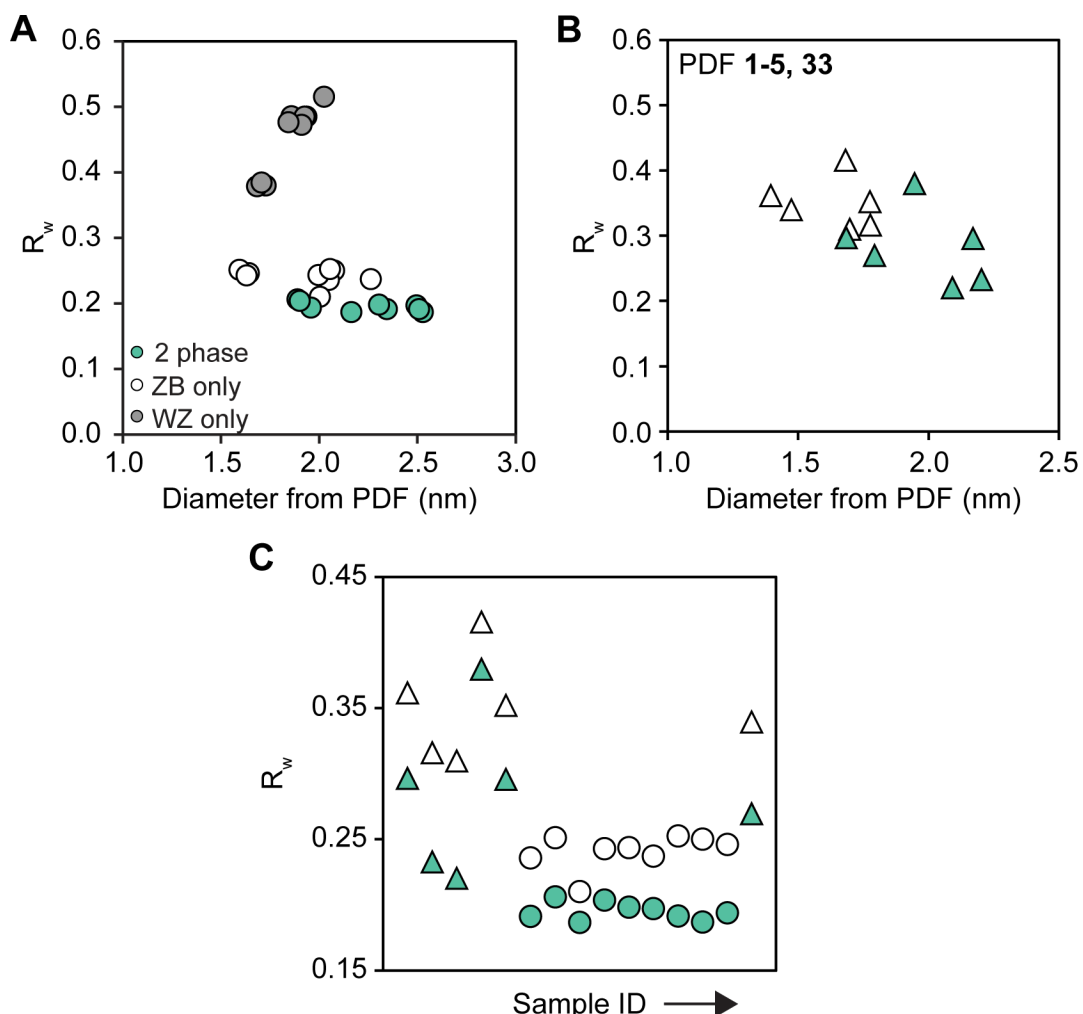 A
0.6
0.5
0.4
0.3
0.2
0.1
0.0
Rw
2 phase
ZB only
WZ only
1.0 1.5 2.0 2.5 3.0
Diameter from PDF (nm)
B
PDF 1-5, 33
0.6
0.5
0.4
0.3
0.2
0.1
0.0
Rw
1.0 1.5 2.0 2.5
Diameter from PDF (nm)
C
0.45
0.35
0.25
0.15
Rw
Sample ID